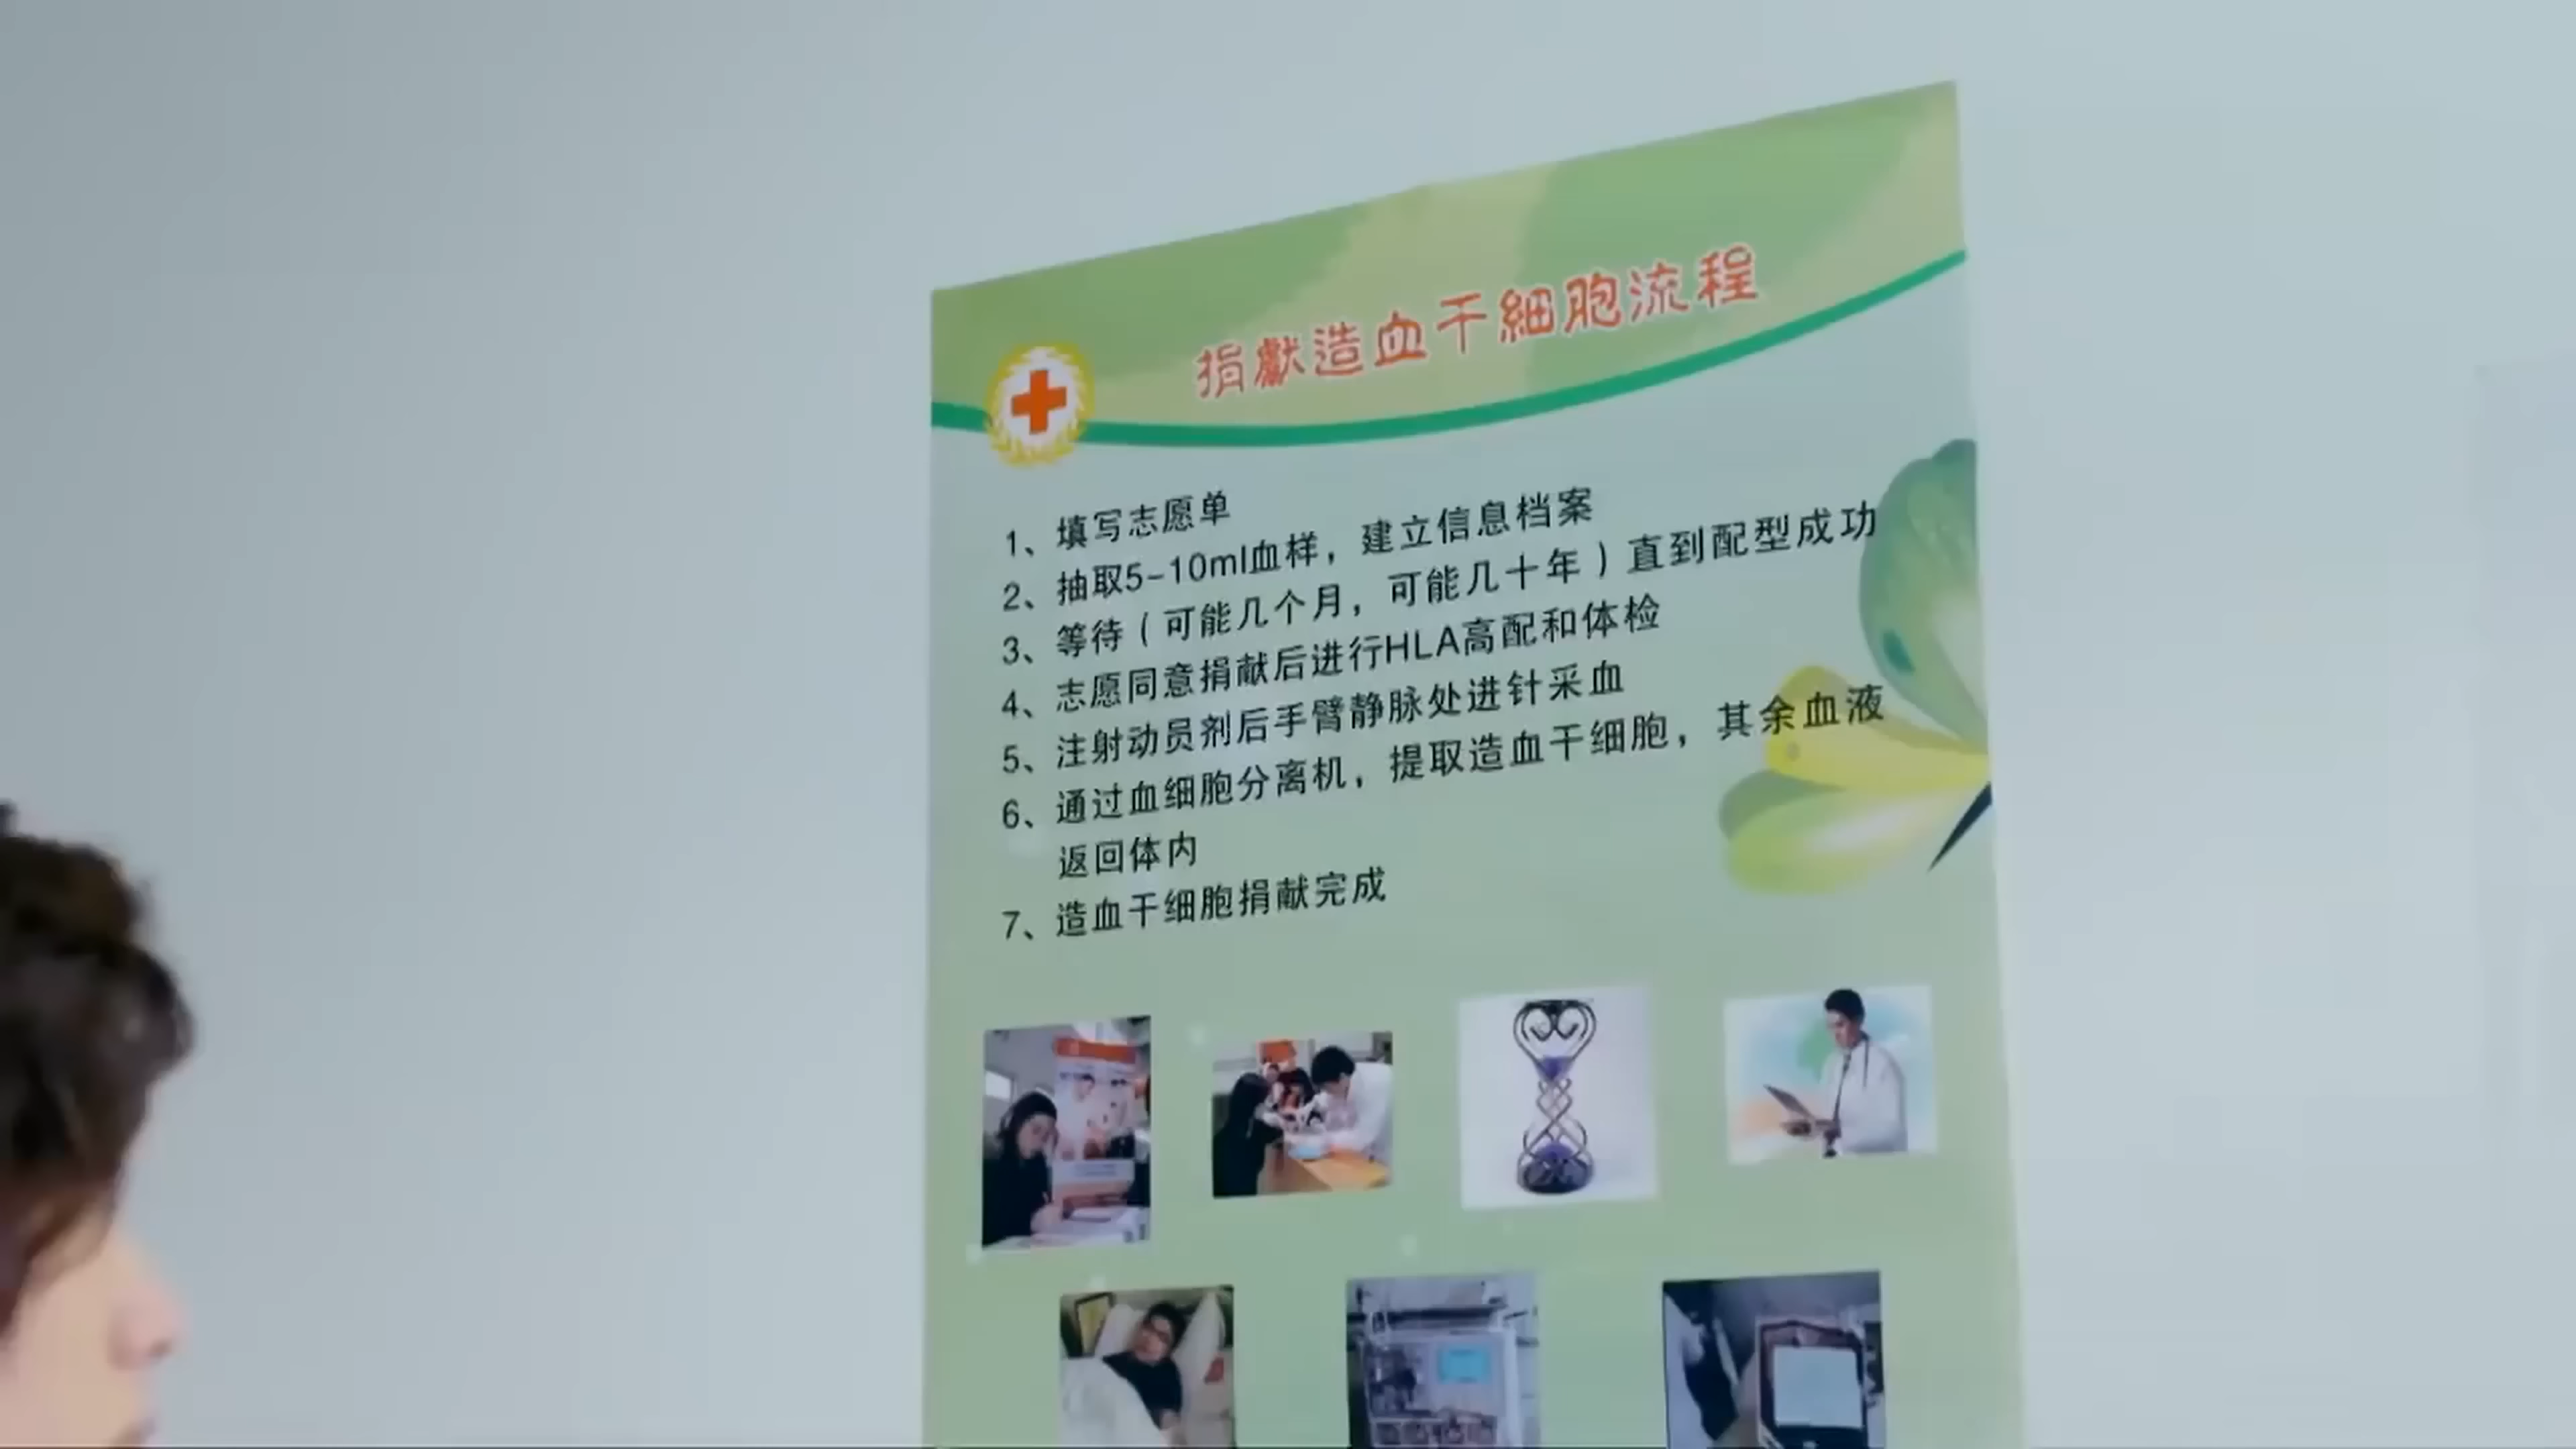 捐獻造血干細胞流程
1、填写志愿单
2、抽取5-10ml血样，建立信息档案
3、等待（可能几个月，可能几十年）直到配型成功
4、志愿同意捐献后进行HLA高配和体检
5、注射动员剂后手臂静脉处进针采血
6、通过血细胞分离机，提取造血干细胞，其余血液
返回体内
7、造血干细胞捐献完成